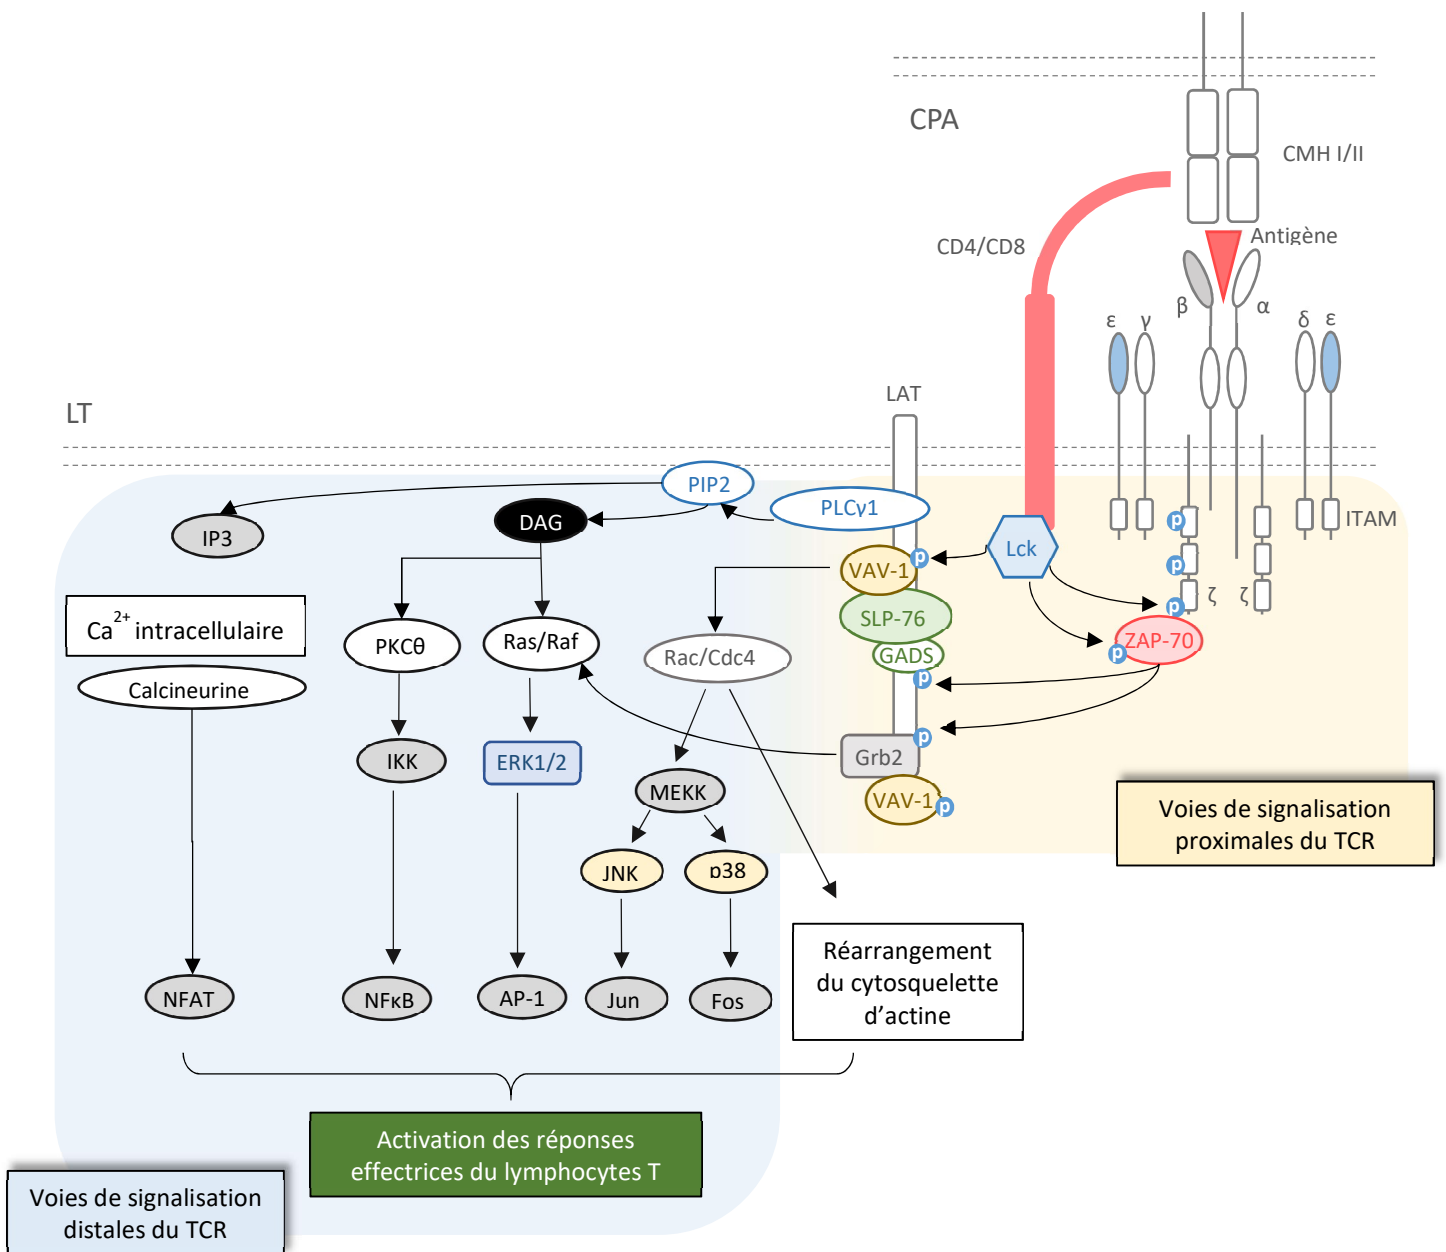 CPA
CMH I/II
Antigène
CD4/CD8
β
α
ε
γ
δ
ε
LAT
LT
PIP2
PLCγ1
DAG
IP3
ITAM
Lck
p
p
p
p
VAV-1
ζ
ζ
SLP-76
ZAP-70
p
GADS
p
Ca2+ intracellulaire
PKCθ
Ras/Raf
Rac/Cdc4
Calcineurine
p
Grb2
IKK
ERK1/2
MEKK
VAV-1
p
Voies de signalisation
proximales du TCR
JNK
p38
Réarrangement
du cytosquelette
d’actine
NFAT
NFκB
AP-1
Jun
Fos
Activation des réponses
effectrices du lymphocytes T
Voies de signalisation
distales du TCR